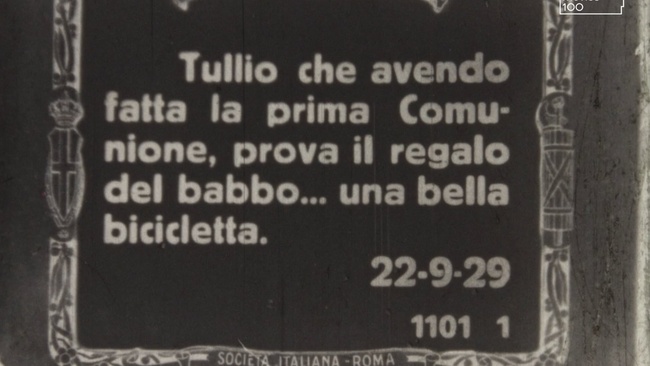 100
Tullio che avendo
fatta la prima Comu-
nione, prova il regalo
del babbo... una bella
bicicletta.
22-9-29
1101 1
SOCIETÀ ITALIANA-ROMA